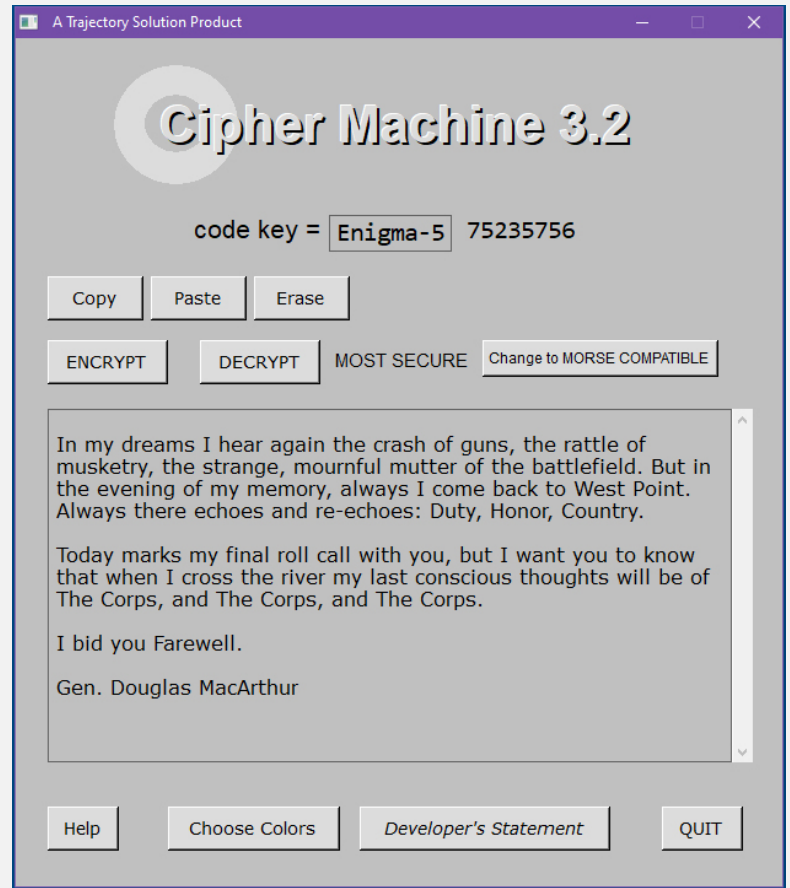 A Trajectory Solution Product
Cipher Machine 3.2
code key = Enigma-5 75235756
Copy Paste Erase
ENCRYPT DECRYPT MOST SECURE Change to MORSE COMPATIBLE
In my dreams I hear again the crash of guns, the rattle of
musketry, the strange, mournful mutter of the battlefield. But in
the evening of my memory, always I come back to West Point.
Always there echoes and re-echoes: Duty, Honor, Country.
Today marks my final roll call with you, but I want you to know
that when I cross the river my last conscious thoughts will be of
The Corps, and The Corps, and The Corps.
I bid you Farewell.
Gen. Douglas MacArthur
Help Choose Colors Developer's Statement QUIT